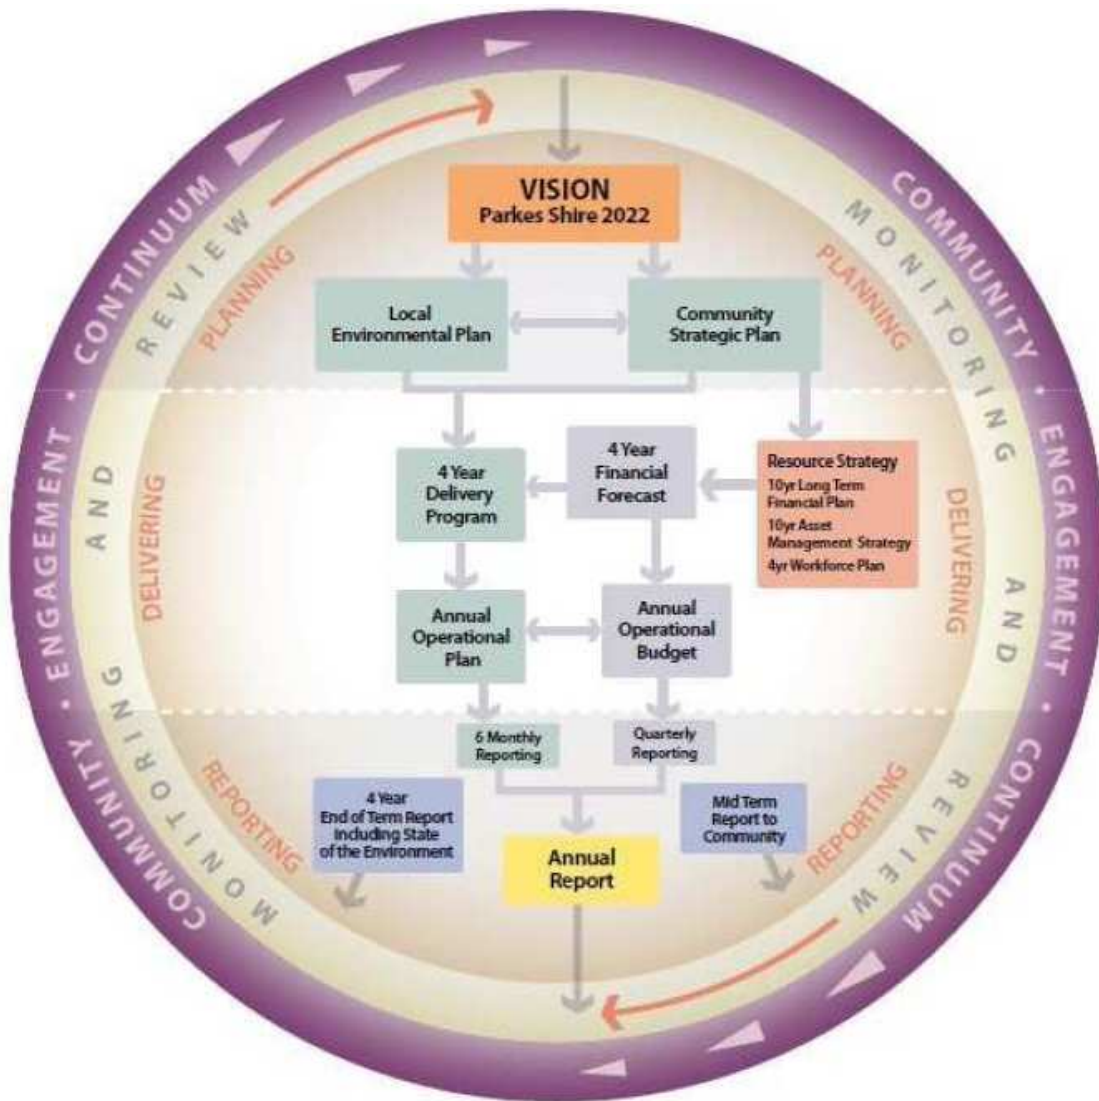 COMMUNITY · ENGAGEMENT · CONTINUUM
COMMUNITY · ENGAGEMENT · CONTINUUM
MONITORING AND REVIEW
MONITORING AND REVIEW
PLANNING
PLANNING
VISION
Parkes Shire 2022
Local
Environmental Plan
Community
Strategic Plan
DELIVERING
DELIVERING
4 Year
Delivery
Program
4 Year
Financial
Forecast
Resource Strategy
10yr Long Term
Financial Plan
10yr Asset
Management Strategy
4yr Workforce Plan
Annual
Operational
Plan
Annual
Operational
Budget
REPORTING
REPORTING
6 Monthly
Reporting
Quarterly
Reporting
4 Year
End of Term Report
Including State
of the Environment
Mid Term
Report to
Community
Annual
Report